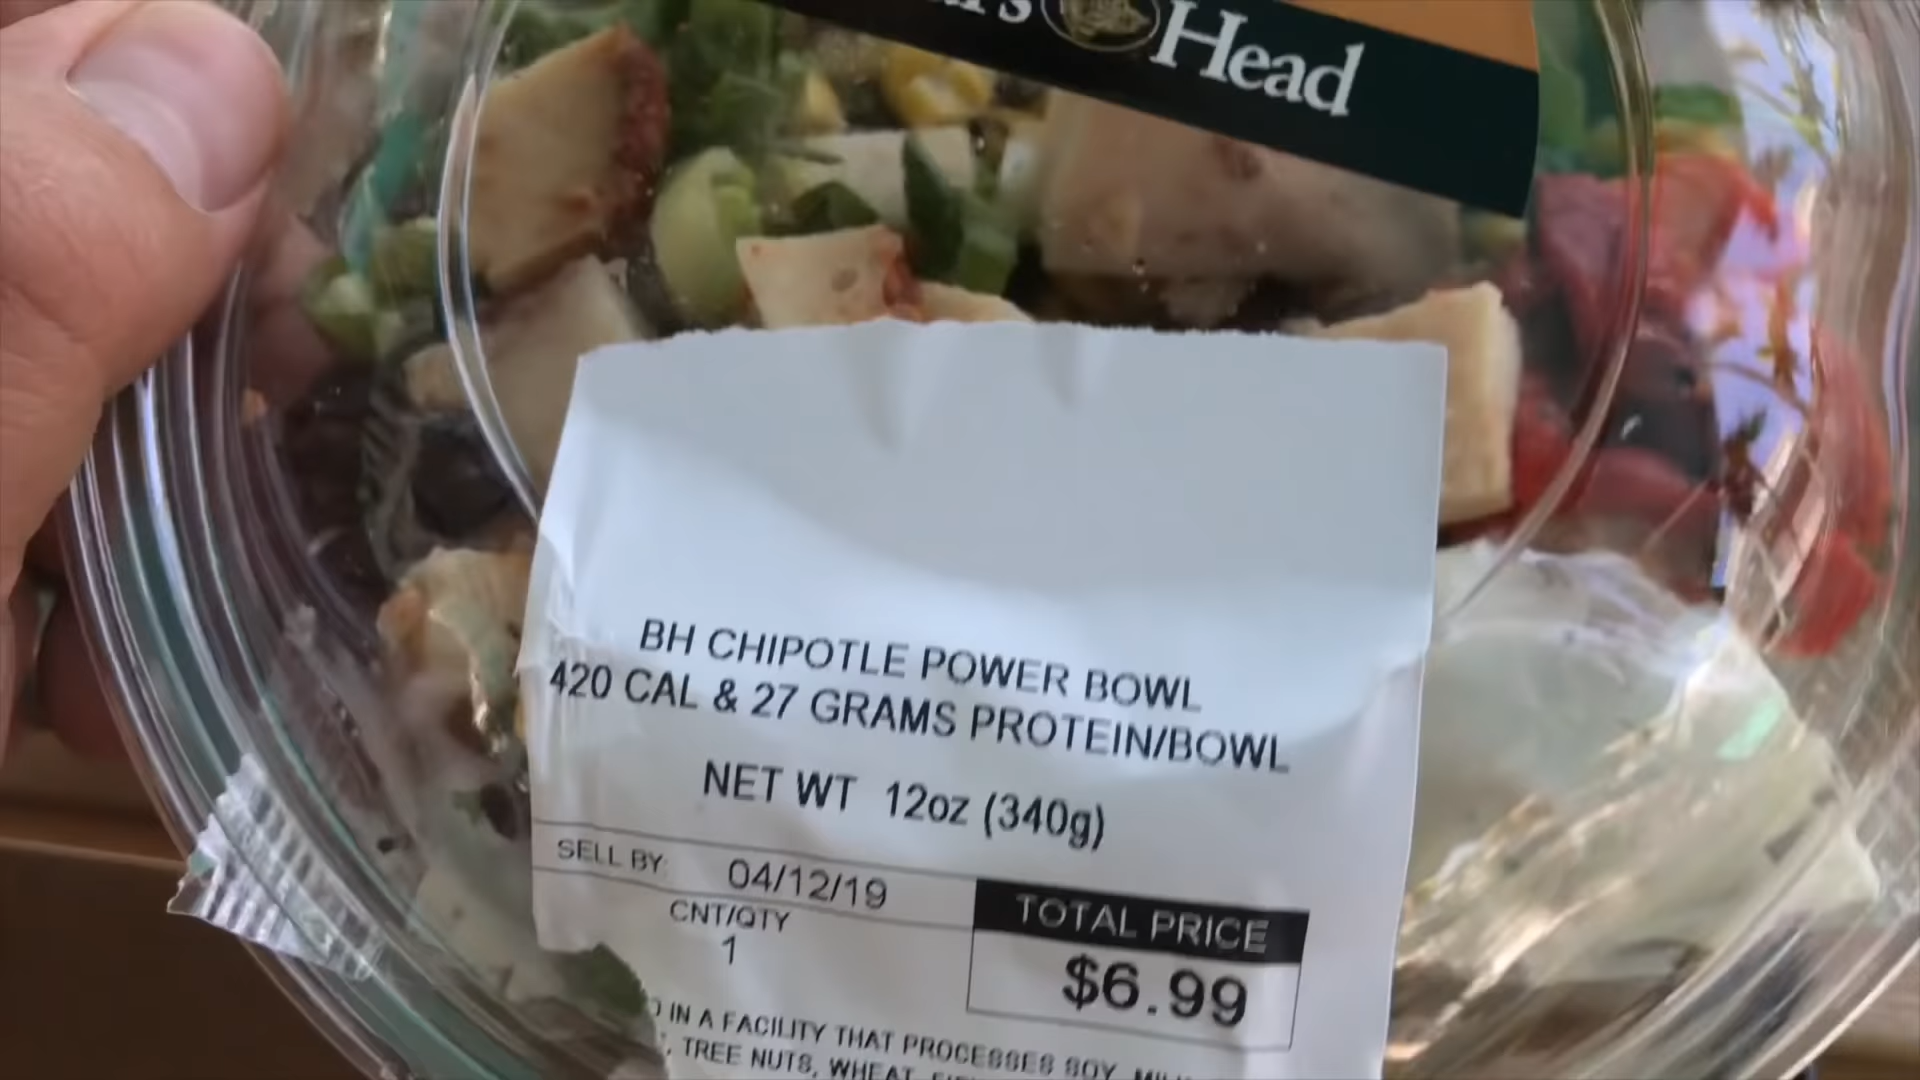 Head
BH CHIPOTLE POWER BOWL
420 CAL & 27 GRAMS PROTEIN/BOWL
NET WT 12oz (340g)
SELL BY: 04/12/19
CNT/QTY
1
TOTAL PRICE
$6.99
IN A FACILITY THAT PROCESSES SOY,
TREE NUTS, WHEAT,